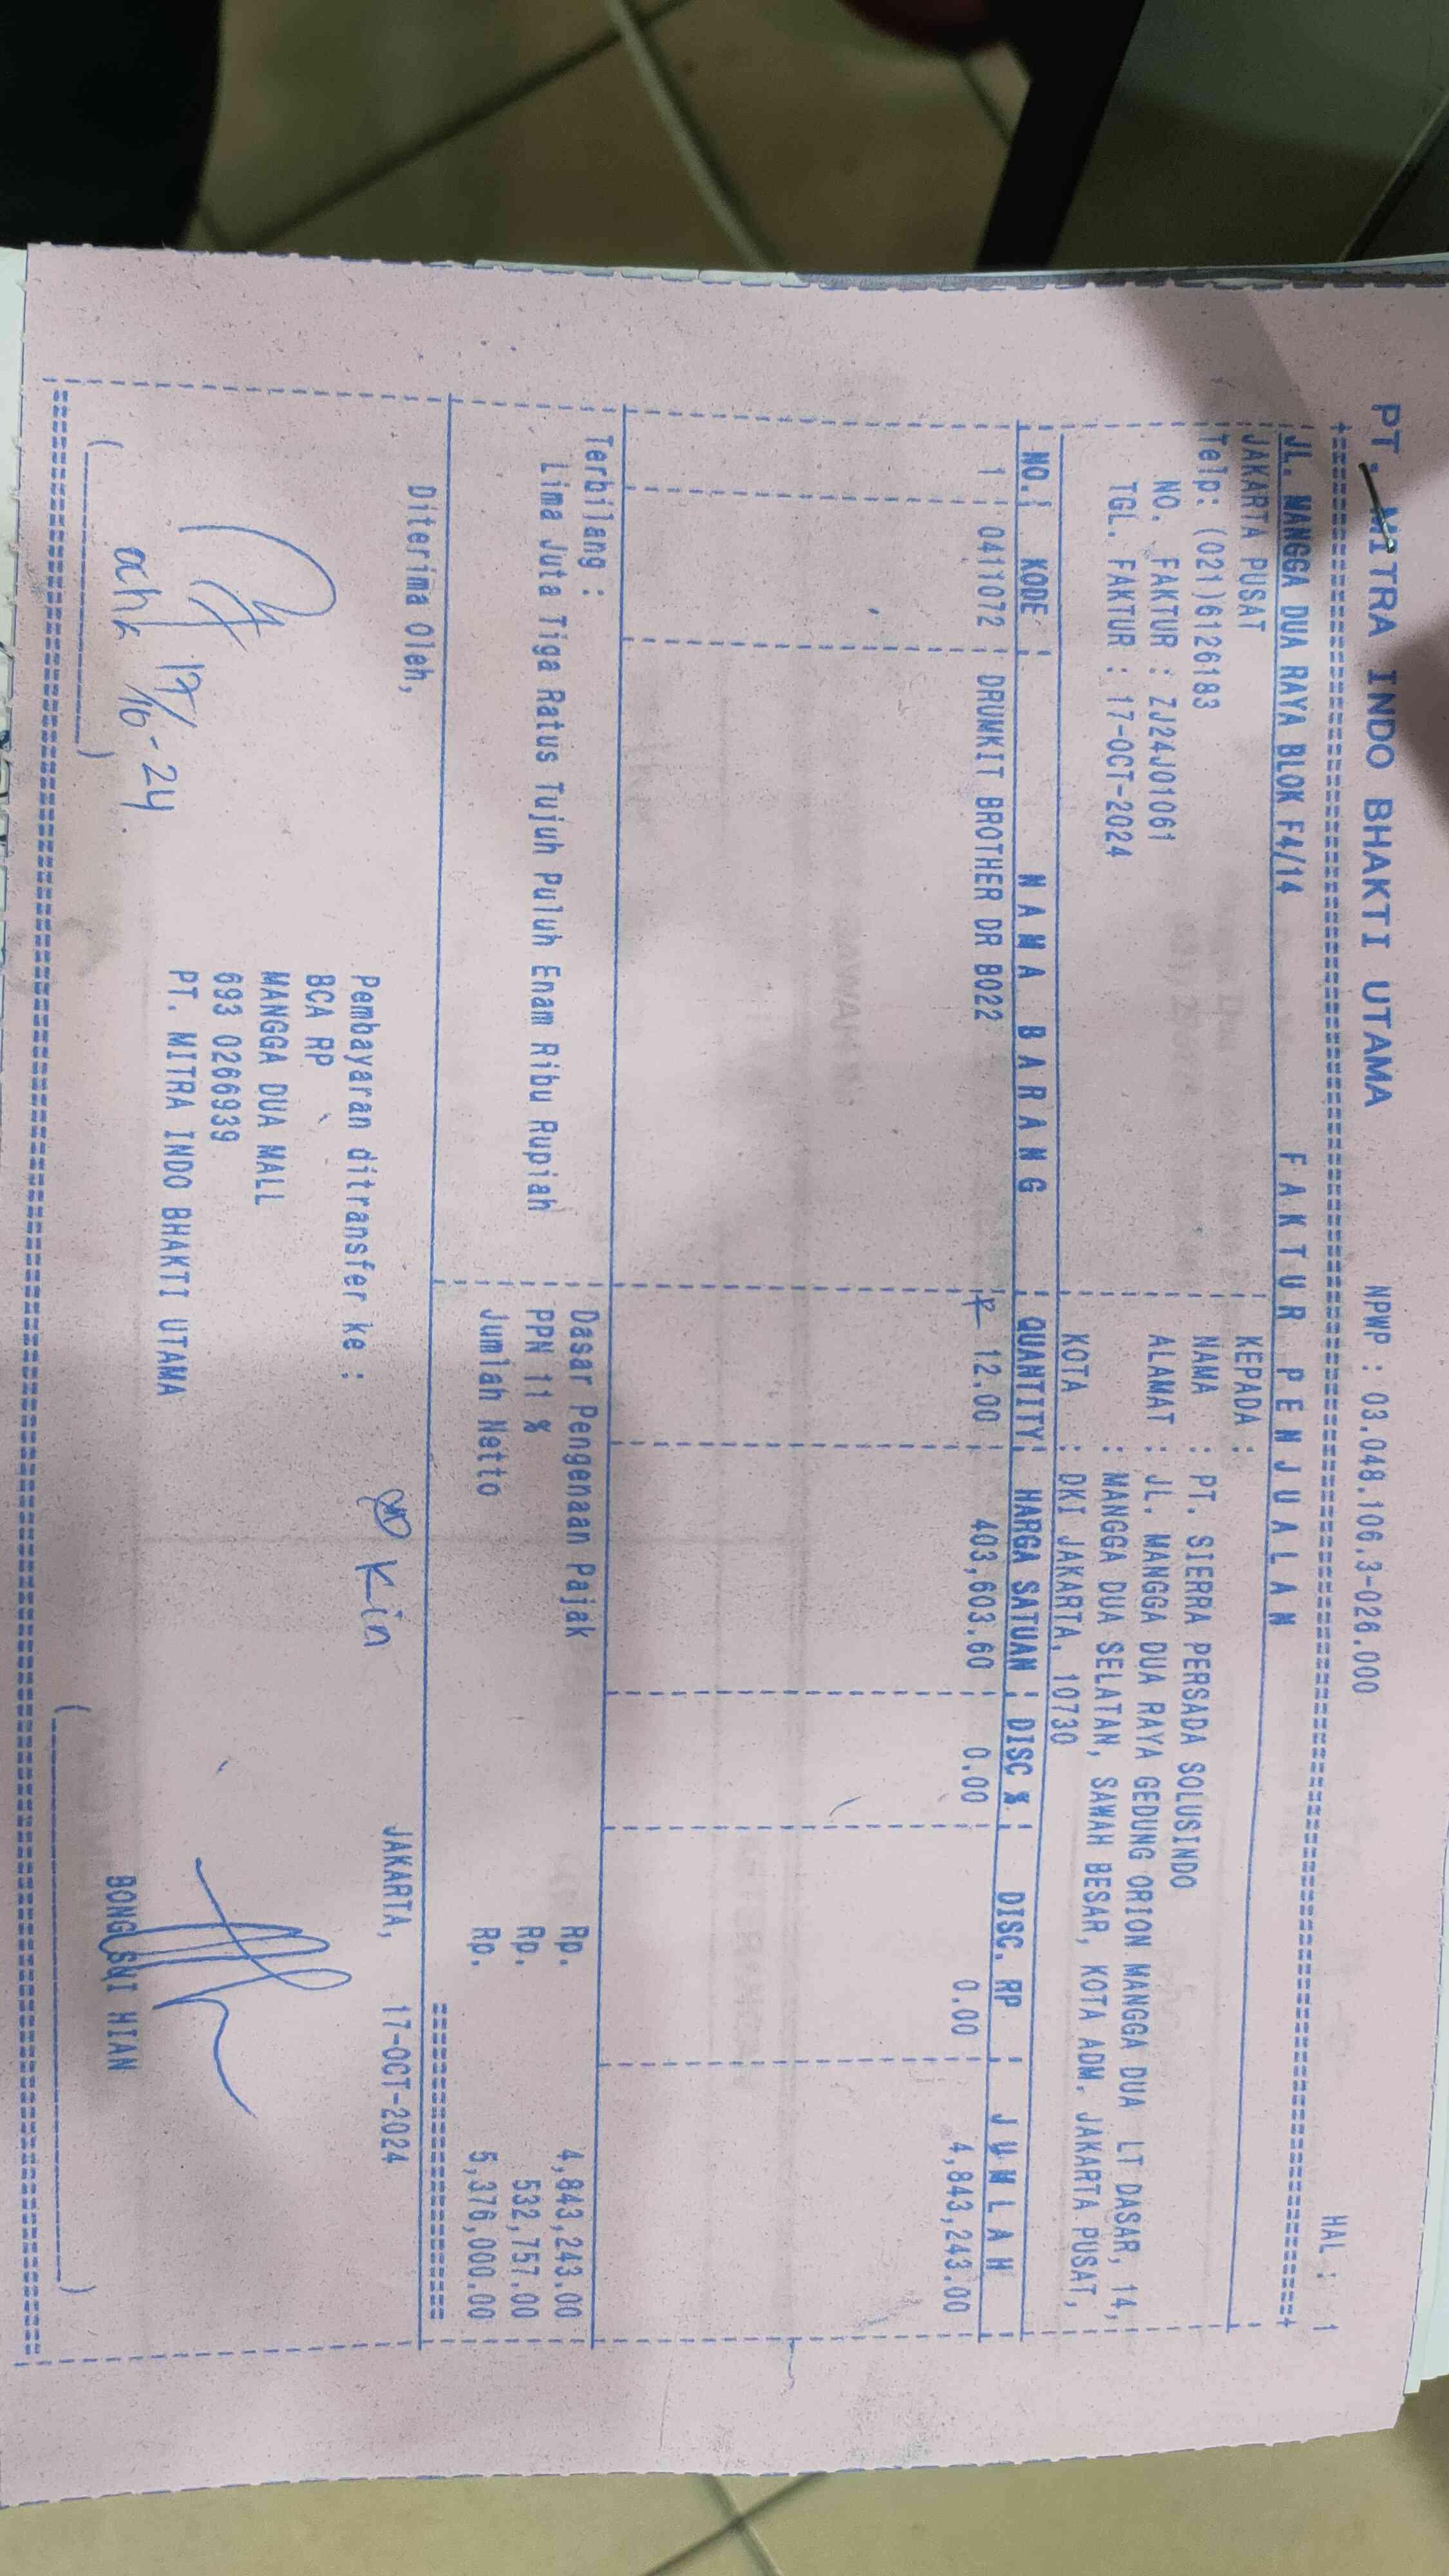 PT. MITRA INDO BHAKTI UTAMA NPWP : 03.048.106.3-026.000 HAL : 1
JL. MANGGA DUA RAYA BLOK F4/14 F A K T U R P E N J U A L A N
JAKARTA PUSAT KEPADA :
Telp: (021)6126183 NAMA : PT. SIERRA PERSADA SOLUSINDO
NO. FAKTUR : ZJ24J01061 ALAMAT : JL. MANGGA DUA RAYA GEDUNG ORION MANGGA DUA LT DASAR, 14,
TGL. FAKTUR : 17-OCT-2024 : MANGGA DUA SELATAN, SAWAH BESAR, KOTA ADM. JAKARTA PUSAT,
KOTA : DKI JAKARTA, 10730
NO. KODE N A M A B A R A N G QUANTITY HARGA SATUAN DISC % DISC. RP J U M L A H
1 0411072 DRUMKIT BROTHER DR B022 12.00 403,603.60 0.00 0.00 4,843,243.00
Terbilang : Dasar Pengenaan Pajak Rp. 4,843,243.00
Lima Juta Tiga Ratus Tujuh Puluh Enam Ribu Rupiah PPN 11 % Rp. 532,757.00
Jumlah Netto Rp. 5,376,000.00
Diterima Oleh, JAKARTA, 17-OCT-2024
Pembayaran ditransfer ke : Kin
BCA RP
MANGGA DUA MALL
693 0266939
PT. MITRA INDO BHAKTI UTAMA
17/10-24
BONG SUI HIAN